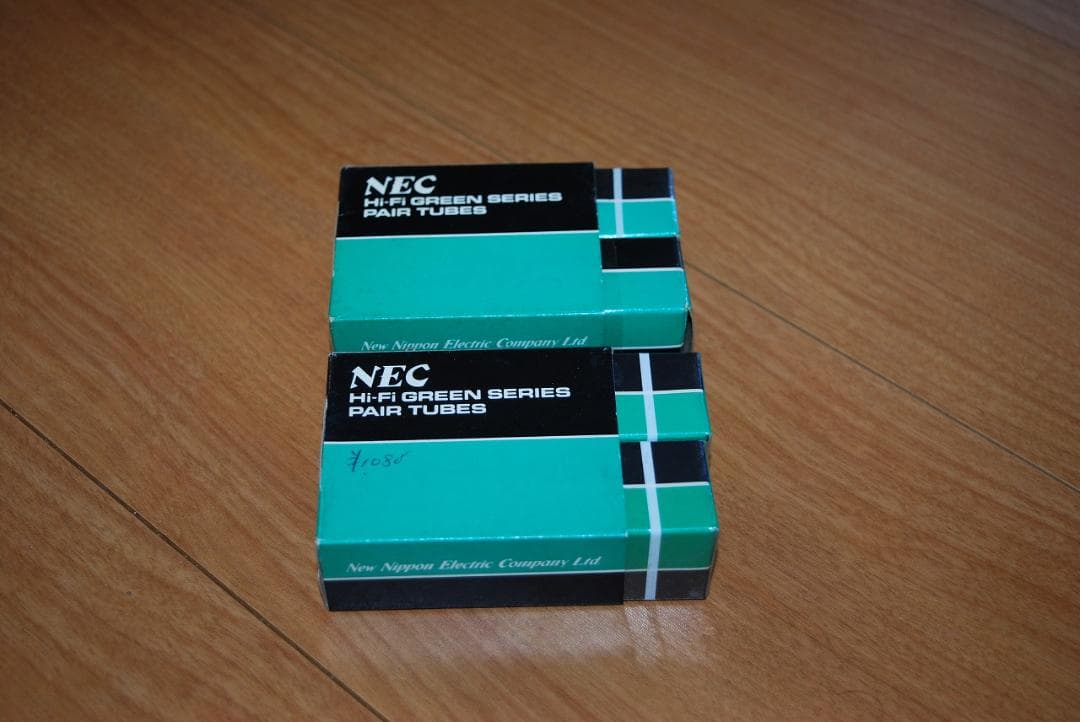 NEC
Hi-Fi GREEN SERIES
PAIR TUBES
New Nippon Electric Company Ltd
NEC
Hi-Fi GREEN SERIES
PAIR TUBES
¥1080
New Nippon Electric Company Ltd